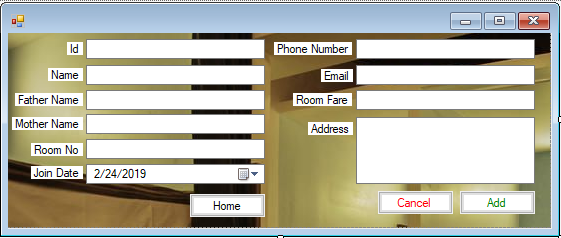 Id
Name
Father Name
Mother Name
Room No
Join Date 2/24/2019
Home
Phone Number
Email
Room Fare
Address
Cancel Add